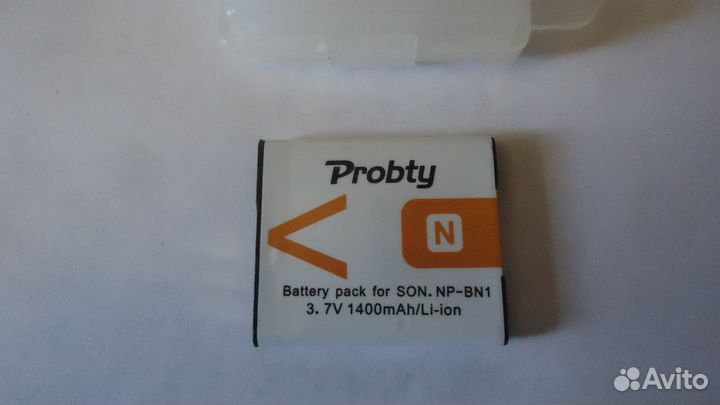 Probty
N
Battery pack for SON. NP-BN1
3. 7V 1400mAh/Li-ion
Avito